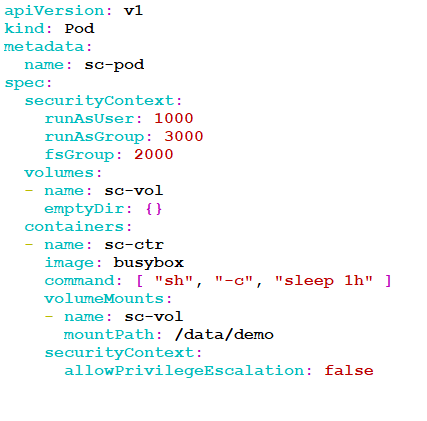 apiVersion: v1
kind: Pod
metadata:
  name: sc-pod
spec:
  securityContext:
    runAsUser: 1000
    runAsGroup: 3000
    fsGroup: 2000
  volumes:
  - name: sc-vol
    emptyDir: {}
  containers:
  - name: sc-ctr
    image: busybox
    command: [ "sh", "-c", "sleep 1h" ]
    volumeMounts:
    - name: sc-vol
      mountPath: /data/demo
    securityContext:
      allowPrivilegeEscalation: false